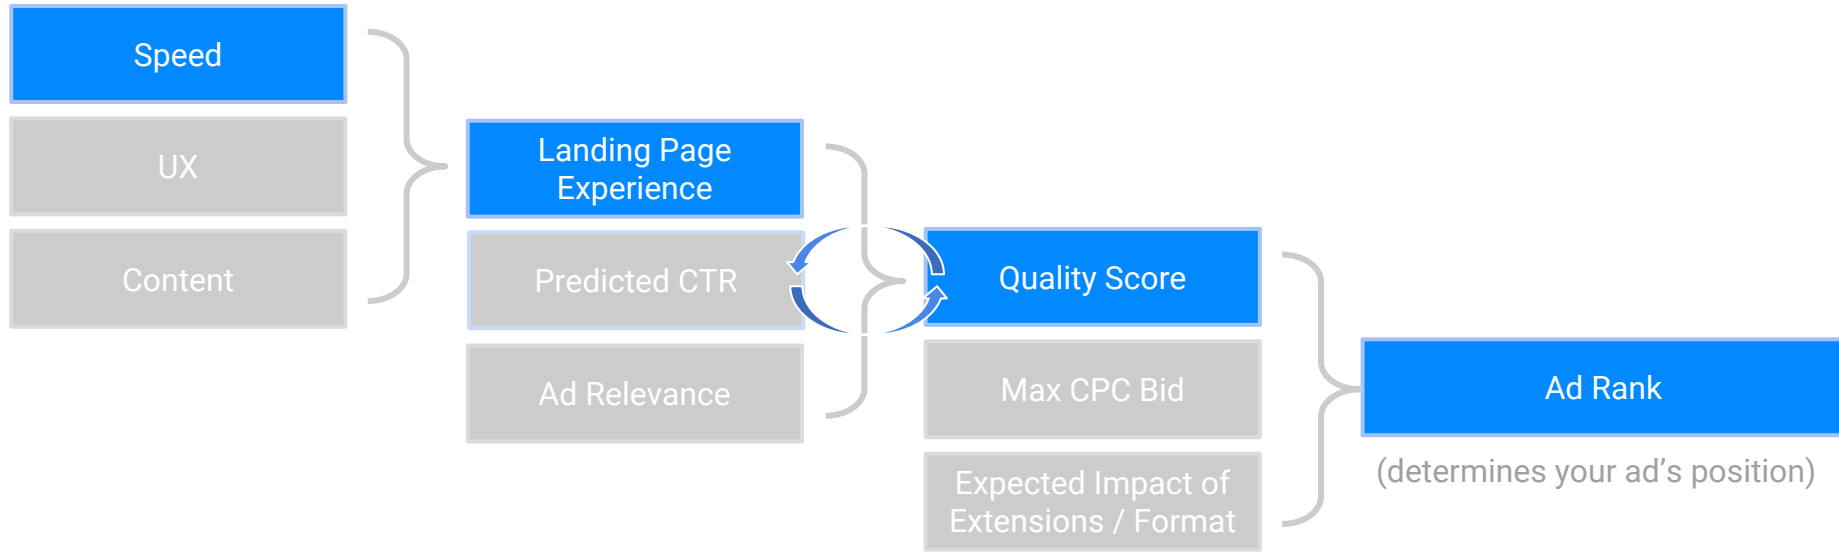 Speed
UX
Content
Landing Page
Experience
Predicted CTR
Ad Relevance
Quality Score
Max CPC Bid
Expected Impact of
Extensions / Format
Ad Rank
(determines your ad’s position)